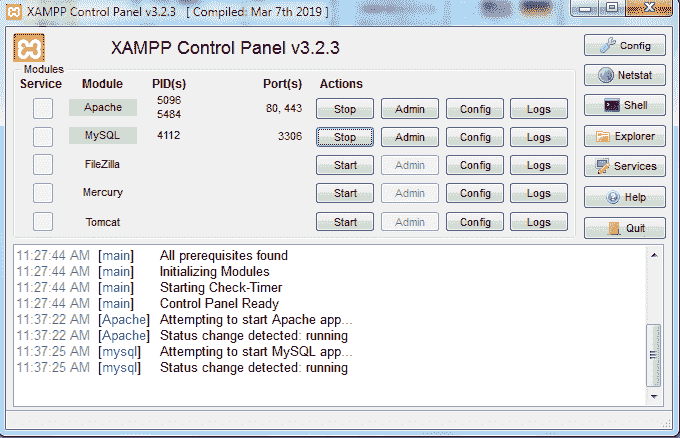 XAMPP Control Panel v3.2.3 [ Compiled: Mar 7th 2019 ]
XAMPP Control Panel v3.2.3
Config
Modules
Service Module PID(s) Port(s) Actions
Netstat
Apache 5096 5484 80, 443 Stop Admin Config Logs
Shell
MySQL 4112 3306 Stop Admin Config Logs
Explorer
FileZilla Start Admin Config Logs
Services
Mercury Start Admin Config Logs
Help
Tomcat Start Admin Config Logs
Quit
11:27:44 AM [main] All prerequisites found
11:27:44 AM [main] Initializing Modules
11:27:44 AM [main] Starting Check-Timer
11:27:44 AM [main] Control Panel Ready
11:37:22 AM [Apache] Attempting to start Apache app...
11:37:22 AM [Apache] Status change detected: running
11:37:25 AM [mysql] Attempting to start MySQL app...
11:37:25 AM [mysql] Status change detected: running